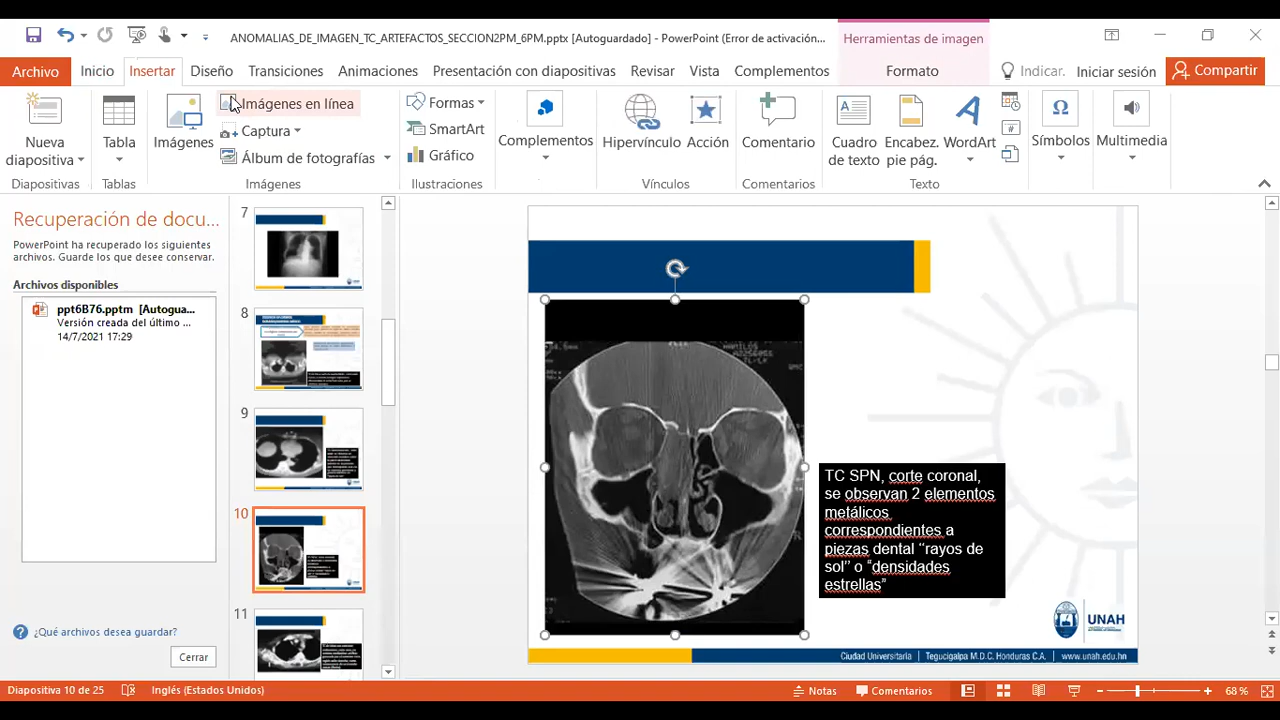 ANOMALIAS_DE_IMAGEN_TC_ARTEFACTOS_SECCION2PM_6PM.pptx [Autoguardado] - PowerPoint (Error de activación...
Herramientas de imagen
Archivo Inicio Insertar Diseño Transiciones Animaciones Presentación con diapositivas Revisar Vista Complementos Formato Indicar. Iniciar sesión Compartir
Nueva diapositiva
Tabla
Imágenes
Imágenes en línea
Captura
Álbum de fotografías
Formas
SmartArt
Gráfico
Complementos
Hipervínculo
Acción
Comentario
Cuadro de texto
Encabez. pie pág.
WordArt
Símbolos
Multimedia
Diapositivas Tablas Imágenes Ilustraciones Vínculos Comentarios Texto
Recuperación de docu...
PowerPoint ha recuperado los siguientes
archivos. Guarde los que desee conservar.
Archivos disponibles
ppt6B76.pptm [Autogua...
Versión creada del último ...
14/7/2021 17:29
¿Qué archivos desea guardar?
Cerrar
7
8
9
10
11
TC SPN, corte coronal,
se observan 2 elementos
metálicos
correspondientes a
piezas dental "rayos de
sol" o "densidades
estrellas"
UNAH
Ciudad Universitaria | Tegucigalpa M.D.C. Honduras C.A. | www.unah.edu.hn
Diapositiva 10 de 25 Inglés (Estados Unidos) Notas Comentarios 68 %